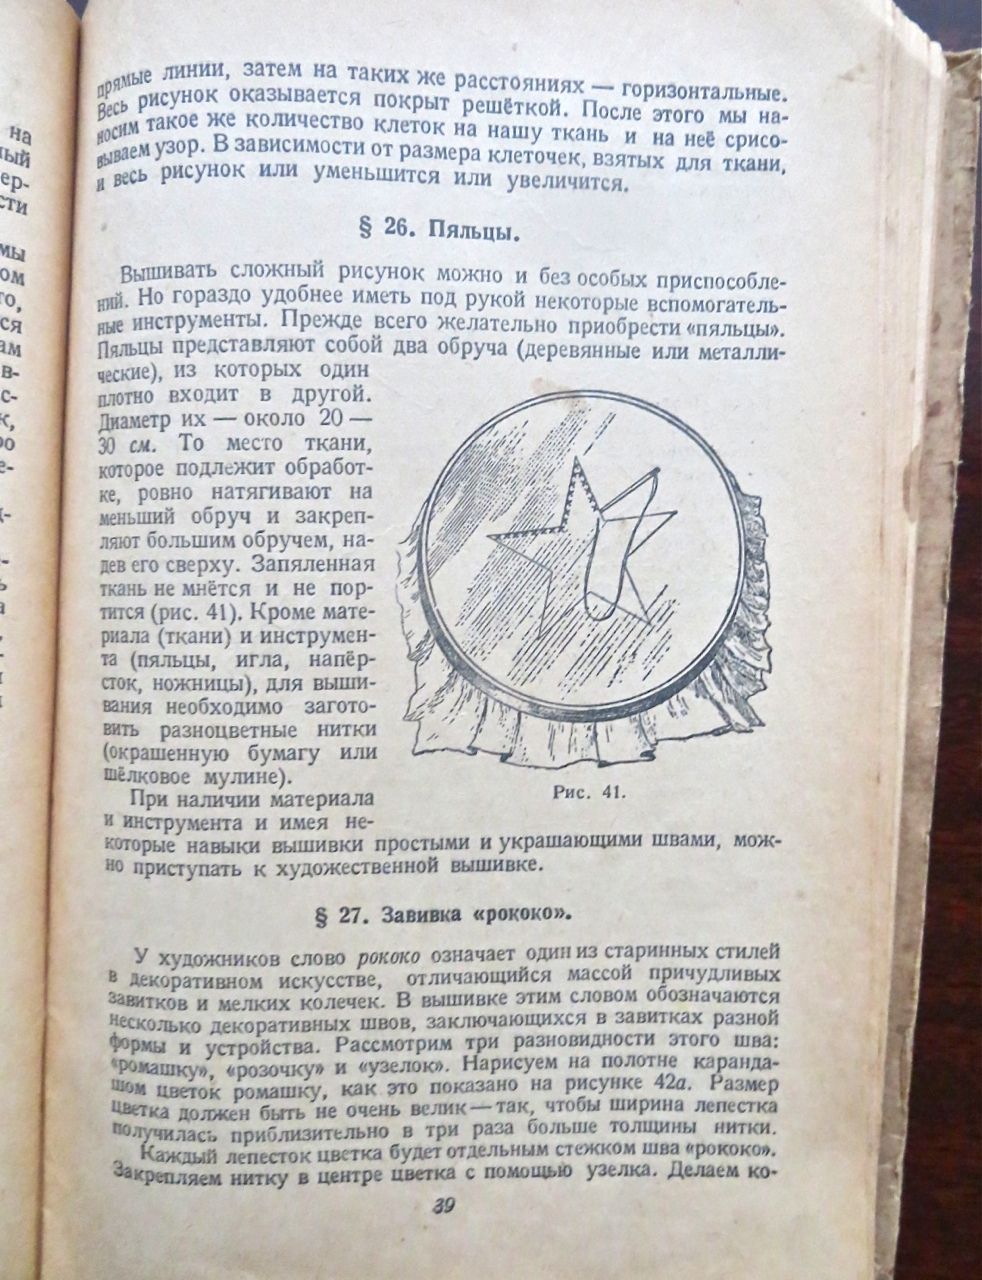 на
ый
ер-
сти
мы
ом
го,
ся
ам
в-
с-
к,
ро
е-
прямые линии, затем на таких же расстояниях — горизонтальные.
Весь рисунок оказывается покрыт решёткой. После этого мы на-
носим такое же количество клеток на нашу ткань и на неё срисо-
вываем узор. В зависимости от размера клеточек, взятых для ткани,
и весь рисунок или уменьшится или увеличится.
§ 26. Пяльцы.
Вышивать сложный рисунок можно и без особых приспособле-
ний. Но гораздо удобнее иметь под рукой некоторые вспомогатель-
ные инструменты. Прежде всего желательно приобрести «пяльцы».
Пяльцы представляют собой два обруча (деревянные или металли-
ческие), из которых один
плотно входит в другой.
Диаметр их — около 20 —
30 см. То место ткани,
которое подлежит обработ-
ке, ровно натягивают на
меньший обруч и закреп-
ляют большим обручем, на-
дев его сверху. Запяленная
ткань не мнётся и не пор-
тится (рис. 41). Кроме мате-
риала (ткани) и инструмен-
та (пяльцы, игла, напёр-
сток, ножницы), для выши-
вания необходимо загото-
вить разноцветные нитки
(окрашенную бумагу или
шёлковое мулине).
При наличии материала
и инструмента и имея не-
которые навыки вышивки простыми и украшающими швами, мож-
но приступать к художественной вышивке.
Рис. 41.
§ 27. Завивка «рококо».
У художников слово рококо означает один из старинных стилей
в декоративном искусстве, отличающийся массой причудливых
завитков и мелких колечек. В вышивке этим словом обозначаются
несколько декоративных швов, заключающихся в завитках разной
формы и устройства. Рассмотрим три разновидности этого шва:
«ромашку», «розочку» и «узелок». Нарисуем на полотне каранда-
шом цветок ромашку, как это показано на рисунке 42а. Размер
цветка должен быть не очень велик — так, чтобы ширина лепестка
получилась приблизительно в три раза больше толщины нитки.
Каждый лепесток цветка будет отдельным стежком шва «рококо».
Закрепляем нитку в центре цветка с помощью узелка. Делаем ко-
39